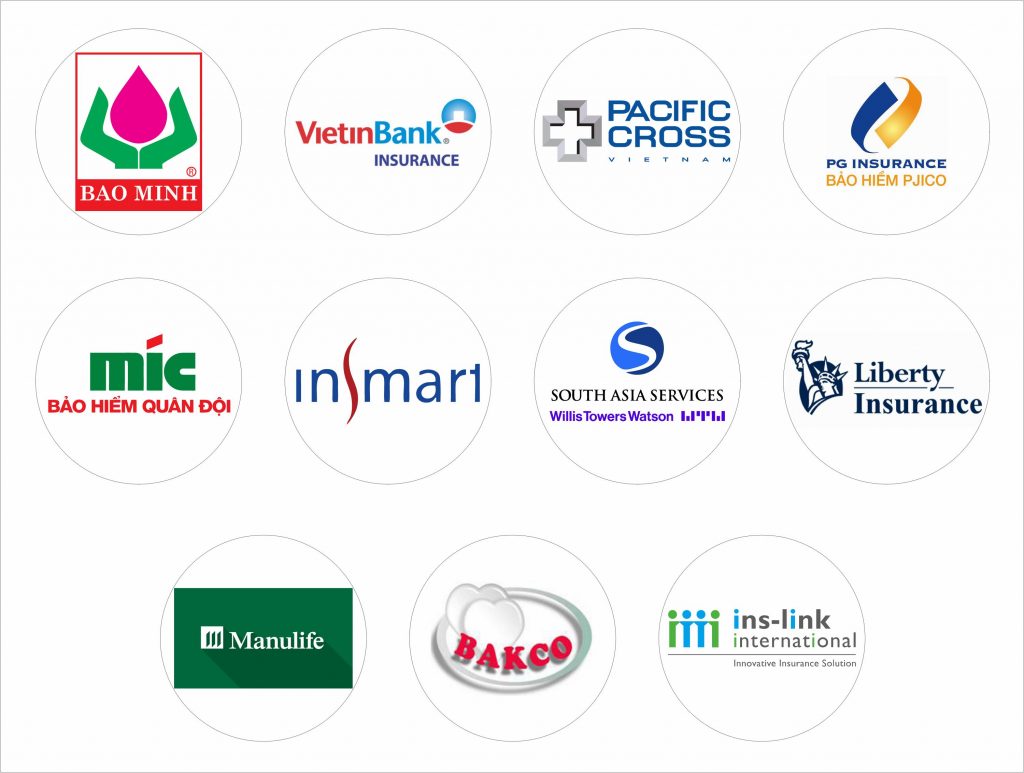 BAO MINH
®
VietinBank®
INSURANCE
PACIFIC
CROSS
VIETNAM
PG INSURANCE
BẢO HIỂM PJICO
mic
BẢO HIỂM QUÂN ĐỘI
insmart
SOUTH ASIA SERVICES
WillisTowersWatson
Liberty
Insurance
Manulife
BAKCO
ins-link
international
Innovative Insurance Solution